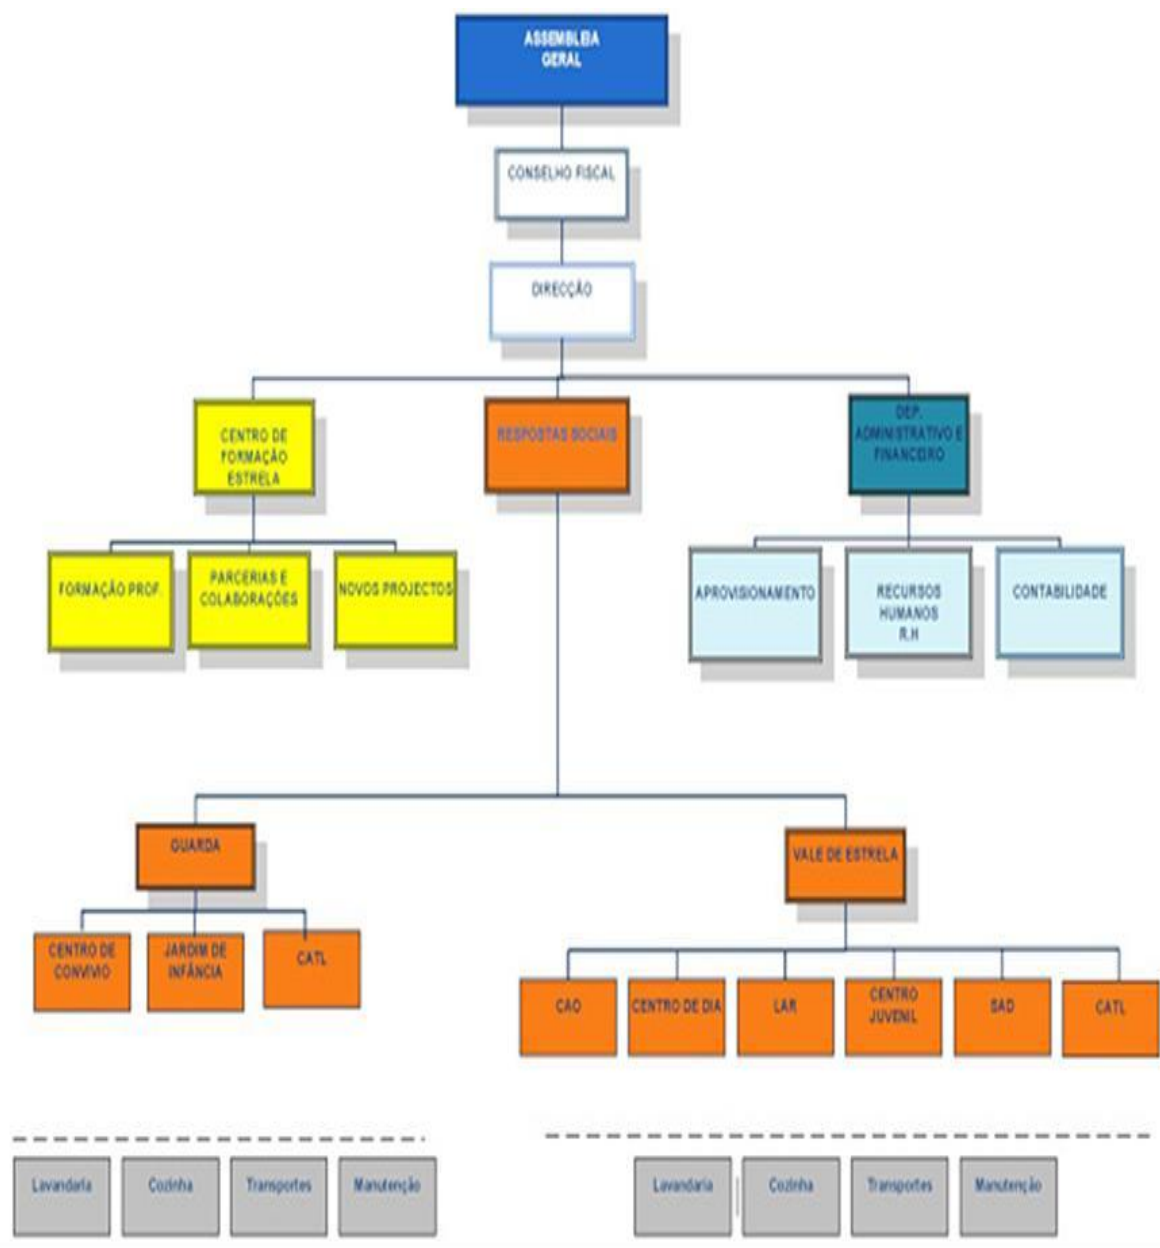 ASSEMBLEIA
GERAL
CONSELHO FISCAL
DIRECÇÃO
CENTRO DE
FORMAÇÃO
ESTRELA
RESPOSTAS SOCIAIS
DEP.
ADMINISTRATIVO E
FINANCEIRO
FORMAÇÃO PROF.
PARCERIAS E
COLABORAÇÕES
NOVOS PROJECTOS
APROVISIONAMENTO
RECURSOS
HUMANOS
R.H
CONTABILIDADE
GUARDA
VALE DE ESTRELA
CENTRO DE
CONVIVIO
JARDIM DE
INFÂNCIA
CATL
CAO
CENTRO DE DIA
LAR
CENTRO
JUVENIL
SAD
CATL
Lavandaria
Cozinha
Transportes
Manutenção
Lavandaria
Cozinha
Transportes
Manutenção